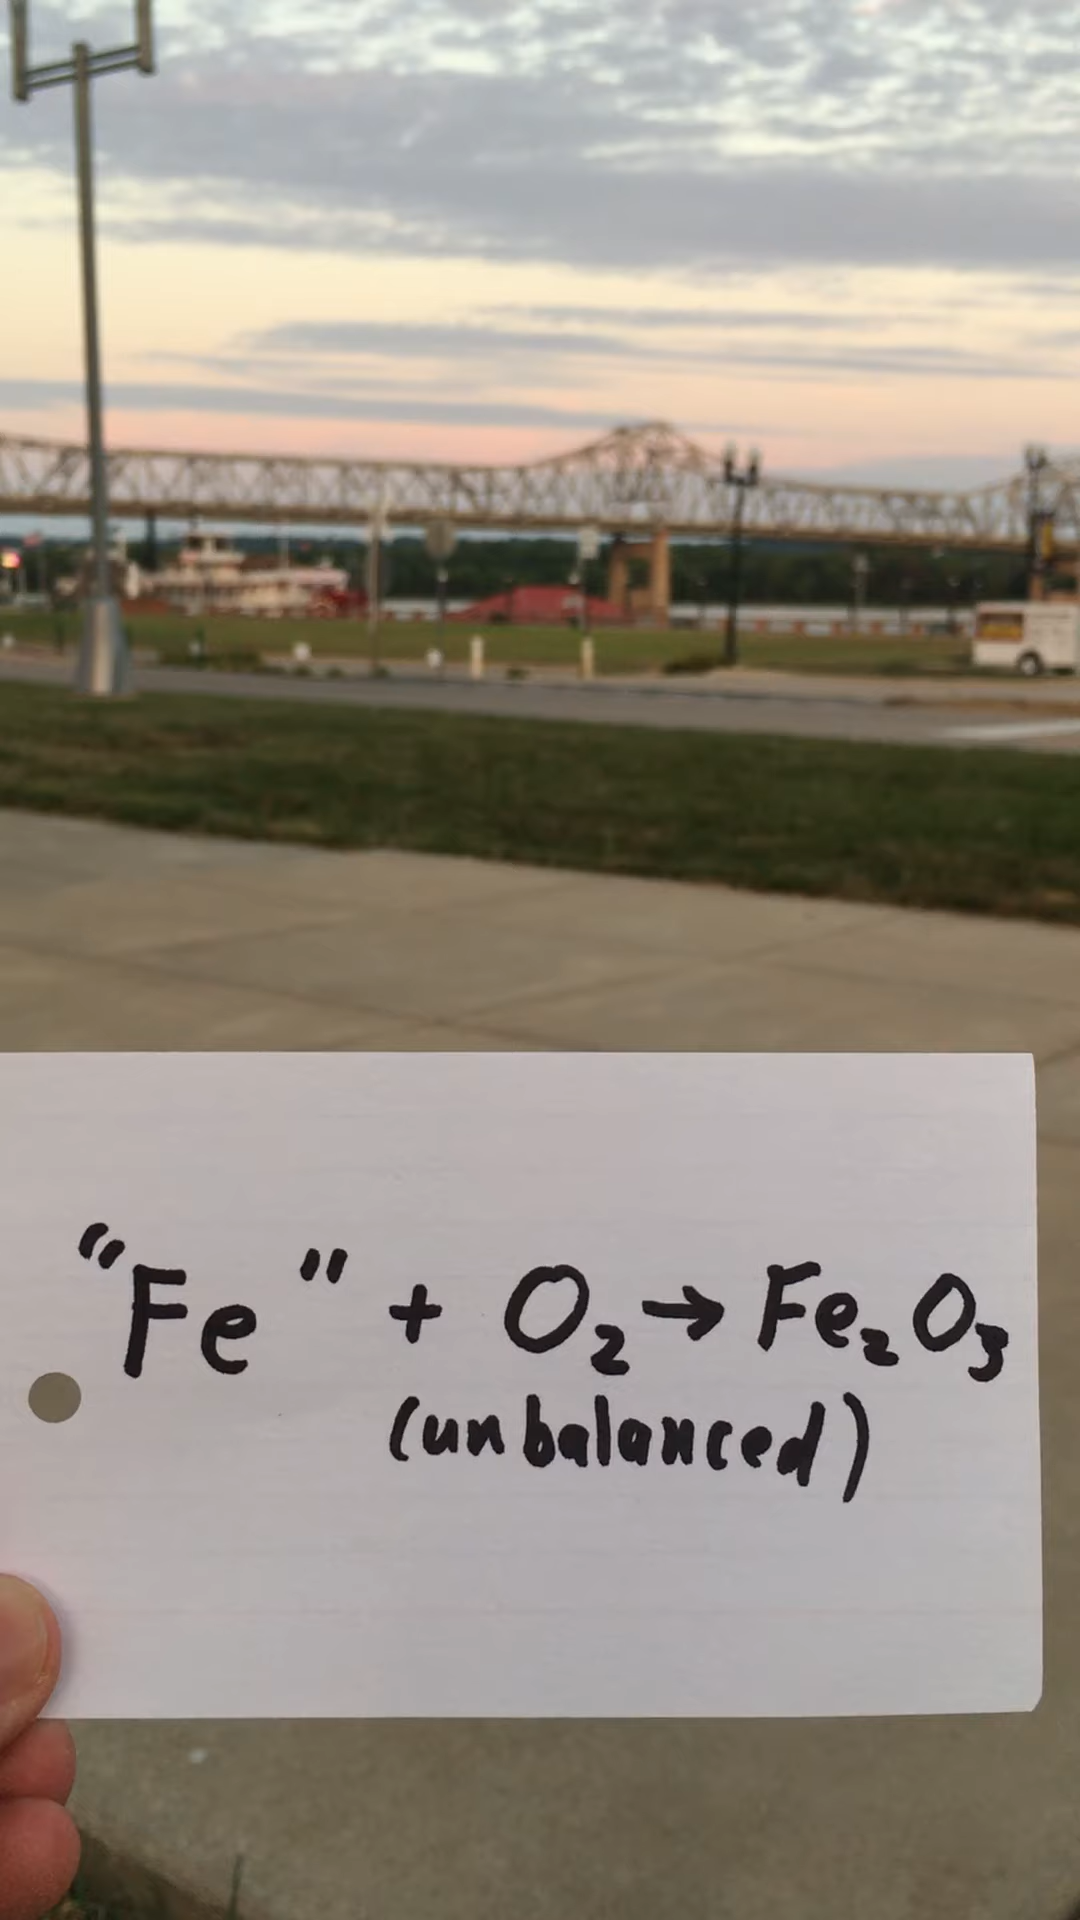 "Fe" + O₂ → Fe₂O₃
(unbalanced)